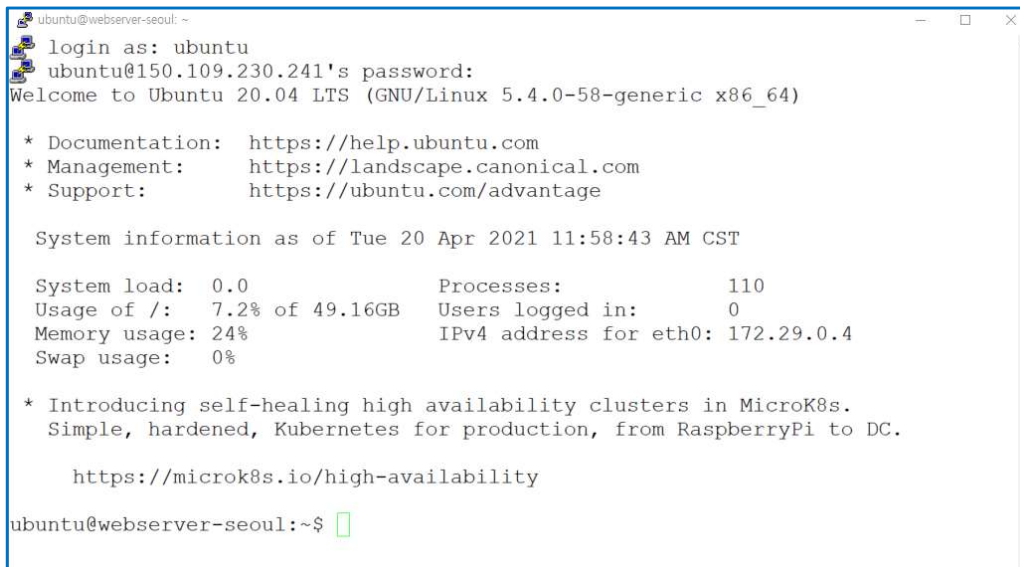 ubuntu@webserver-seoul: ~
login as: ubuntu
ubuntu@150.109.230.241's password:
Welcome to Ubuntu 20.04 LTS (GNU/Linux 5.4.0-58-generic x86_64)
* Documentation:  https://help.ubuntu.com
* Management:     https://landscape.canonical.com
* Support:        https://ubuntu.com/advantage
System information as of Tue 20 Apr 2021 11:58:43 AM CST
System load:  0.0                Processes:             110
Usage of /:   7.2% of 49.16GB   Users logged in:       0
Memory usage: 24%                IPv4 address for eth0: 172.29.0.4
Swap usage:   0%
* Introducing self-healing high availability clusters in MicroK8s.
Simple, hardened, Kubernetes for production, from RaspberryPi to DC.
https://microk8s.io/high-availability
ubuntu@webserver-seoul:~$